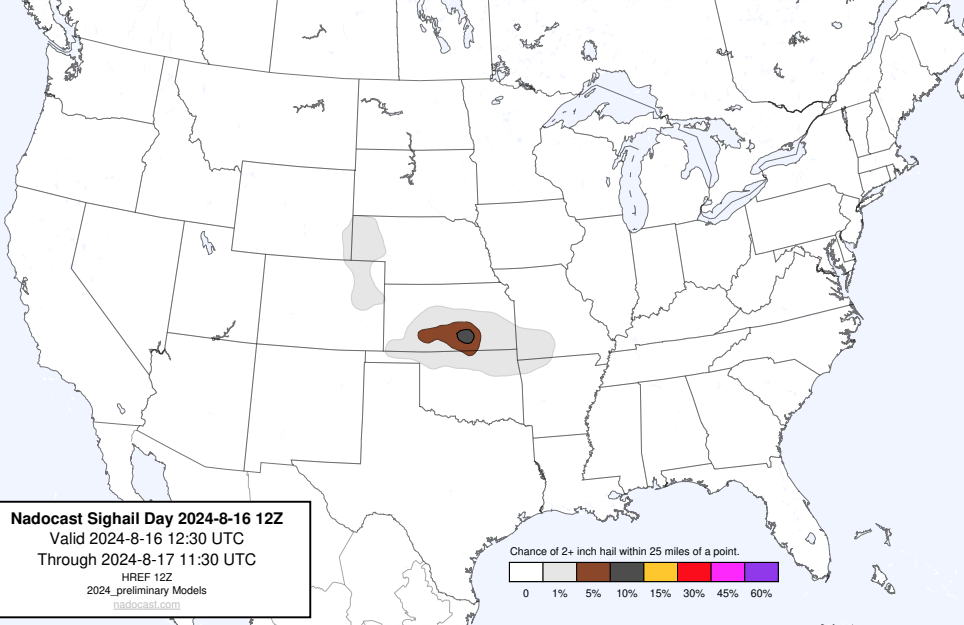 Nadocast Sighail Day 2024-8-16 12Z
Valid 2024-8-16 12:30 UTC
Through 2024-8-17 11:30 UTC
HREF 12Z
2024_preliminary Models
nadocast.com
Chance of 2+ inch hail within 25 miles of a point.
0 1% 5% 10% 15% 30% 45% 60%